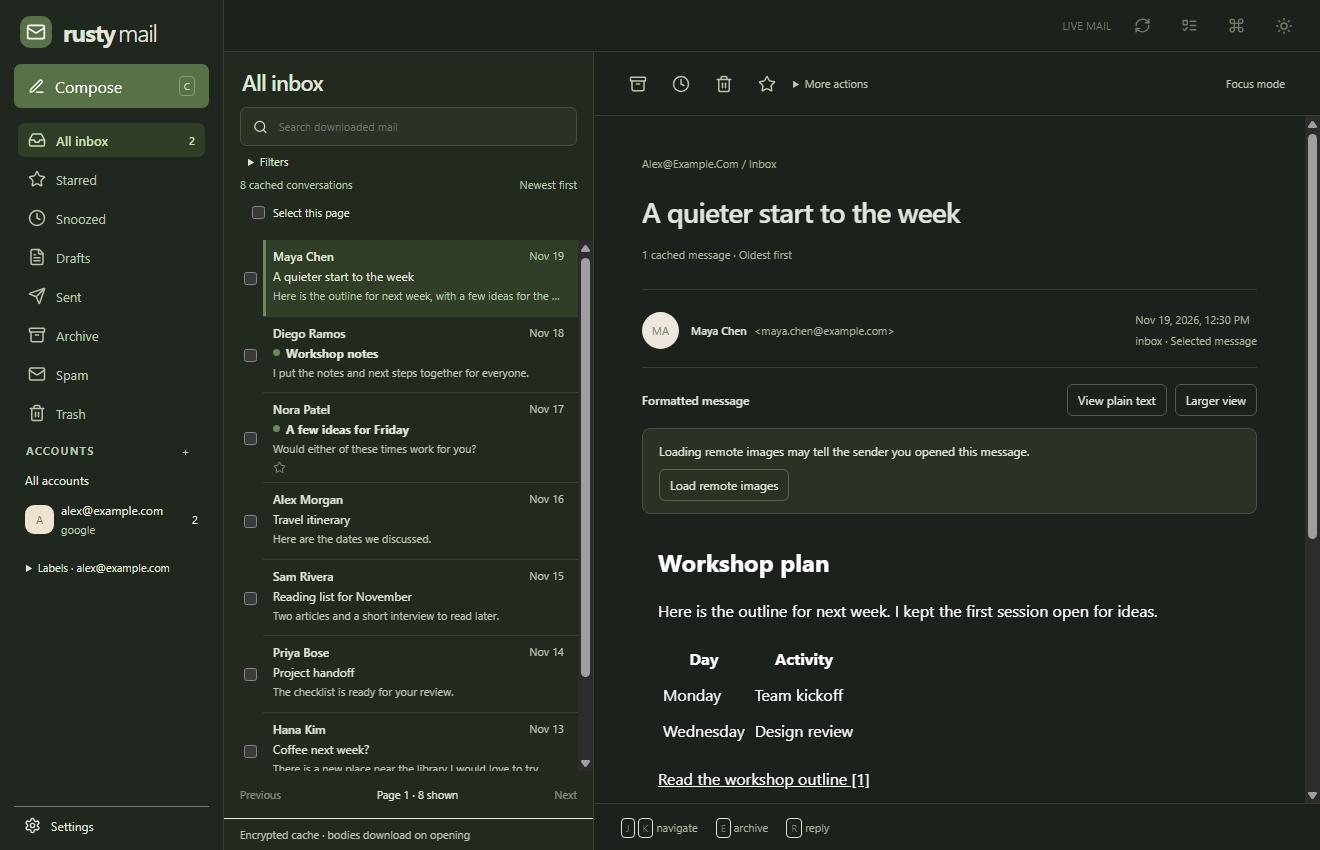 rusty mail
LIVE MAIL
Compose C
All inbox 2
Starred
Snoozed
Drafts
Sent
Archive
Spam
Trash
ACCOUNTS +
All accounts
A
alex@example.com
google
2
Labels · alex@example.com
Settings
All inbox
Search downloaded mail
Filters
8 cached conversations Newest first
Select this page
Maya Chen Nov 19
A quieter start to the week
Here is the outline for next week, with a few ideas for the ...
Diego Ramos Nov 18
Workshop notes
I put the notes and next steps together for everyone.
Nora Patel Nov 17
A few ideas for Friday
Would either of these times work for you?
Alex Morgan Nov 16
Travel itinerary
Here are the dates we discussed.
Sam Rivera Nov 15
Reading list for November
Two articles and a short interview to read later.
Priya Bose Nov 14
Project handoff
The checklist is ready for your review.
Hana Kim Nov 13
Coffee next week?
There is a new place near the library I would love to try.
Previous Page 1 · 8 shown Next
Encrypted cache · bodies download on opening
More actions Focus mode
Alex@Example.Com / Inbox
A quieter start to the week
1 cached message · Oldest first
MA Maya Chen <maya.chen@example.com>
Nov 19, 2026, 12:30 PM
inbox · Selected message
Formatted message View plain text Larger view
Loading remote images may tell the sender you opened this message.
Load remote images
Workshop plan
Here is the outline for next week. I kept the first session open for ideas.
Day Activity
Monday Team kickoff
Wednesday Design review
Read the workshop outline [1]
J K navigate E archive R reply